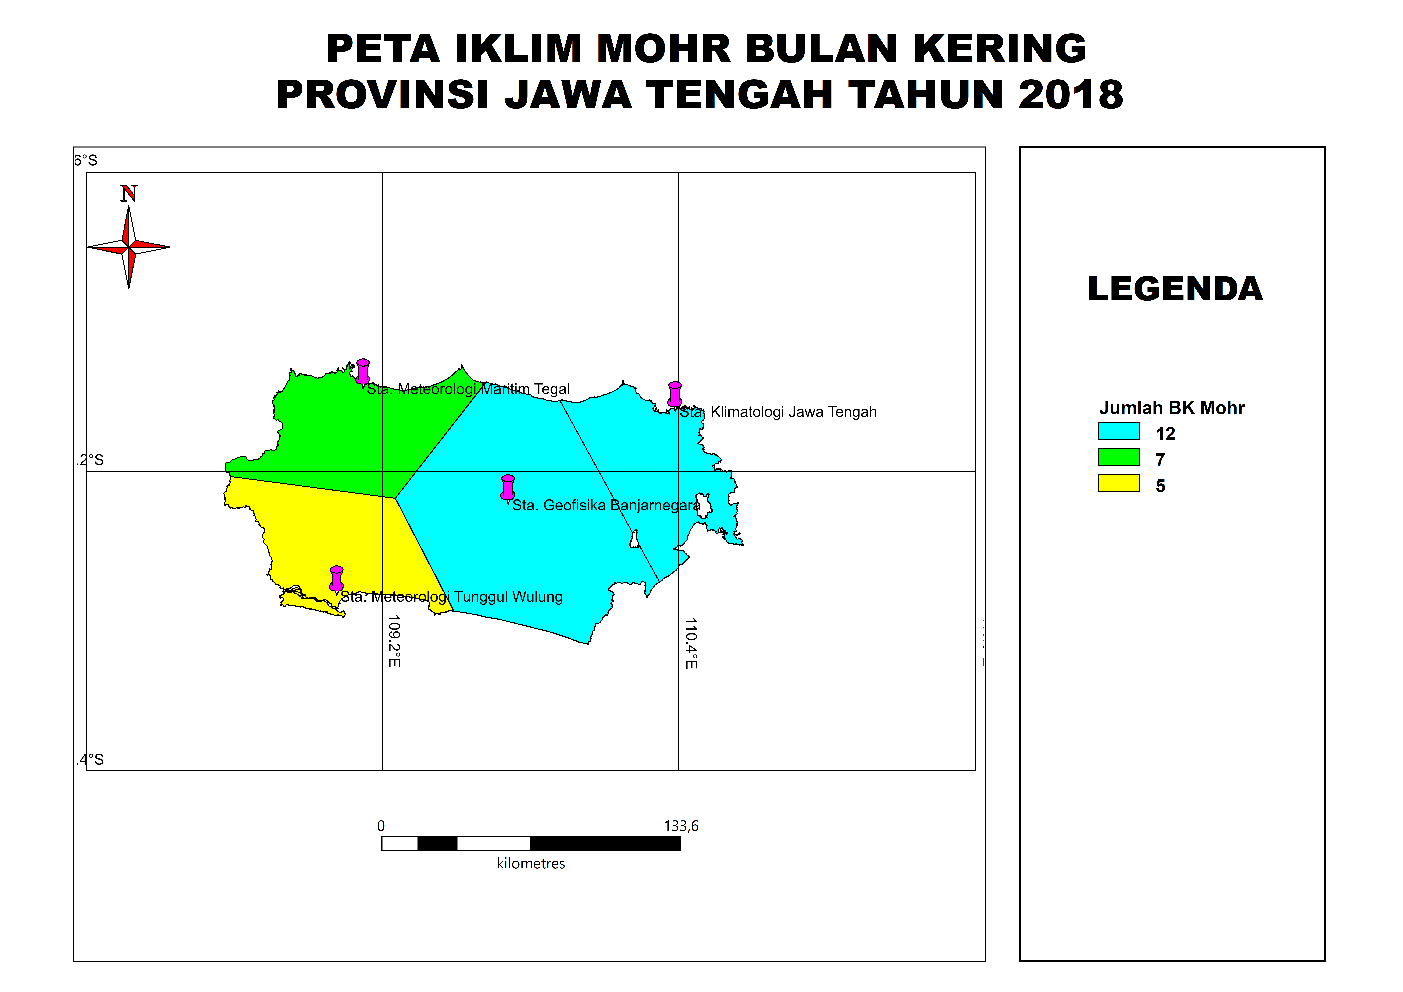 PETA IKLIM MOHR BULAN KERING
PROVINSI JAWA TENGAH TAHUN 2018
6°S
N
Sta. Meteorologi Maritim Tegal
Sta. Klimatologi Jawa Tengah
.2°S
Sta. Geofisika Banjarnegara
Sta. Meteorologi Tunggul Wulung
109.2°E
110.4°E
.4°S
0
133,6
kilometres
LEGENDA
Jumlah BK Mohr
12
7
5